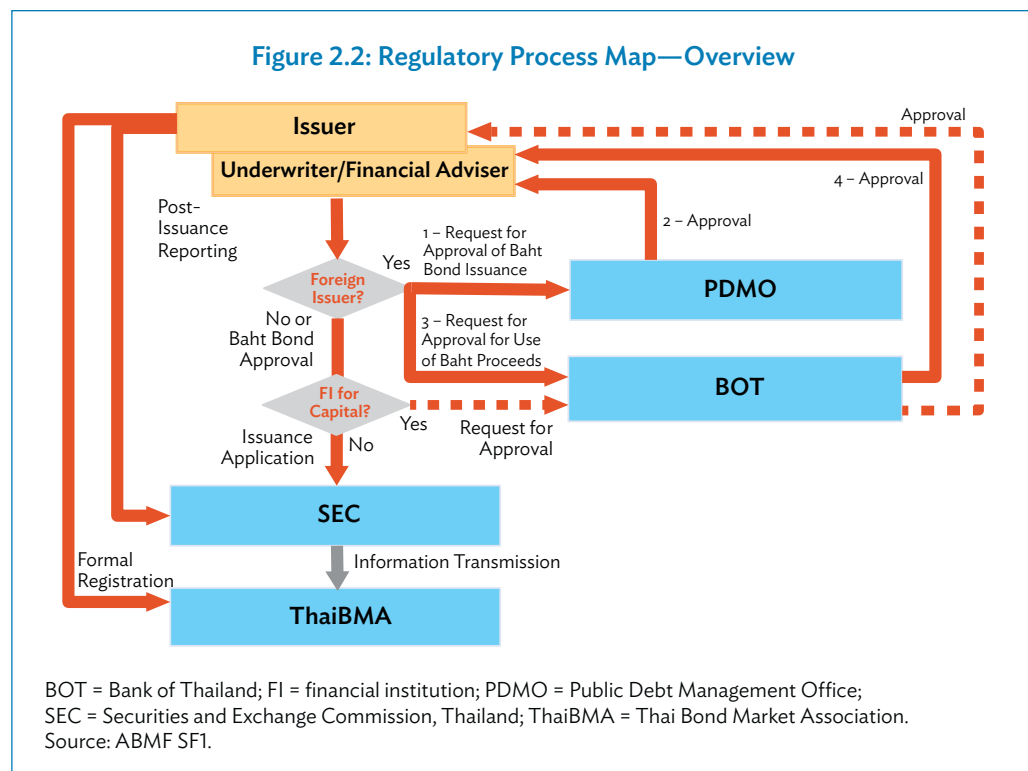 Figure 2.2: Regulatory Process Map—Overview
Issuer
Approval
Underwriter/Financial Adviser
4 – Approval
Post-
Issuance
Reporting
2 – Approval
1 – Request for
Approval of Baht
Bond Issuance
Yes
Foreign
Issuer?
PDMO
No or
Baht Bond
Approval
3 – Request for
Approval for Use
of Baht Proceeds
BOT
FI for
Capital?
Yes
Request for
Approval
Issuance
Application
No
SEC
Information Transmission
Formal
Registration
ThaiBMA
BOT = Bank of Thailand; FI = financial institution; PDMO = Public Debt Management Office;
SEC = Securities and Exchange Commission, Thailand; ThaiBMA = Thai Bond Market Association.
Source: ABMF SF1.